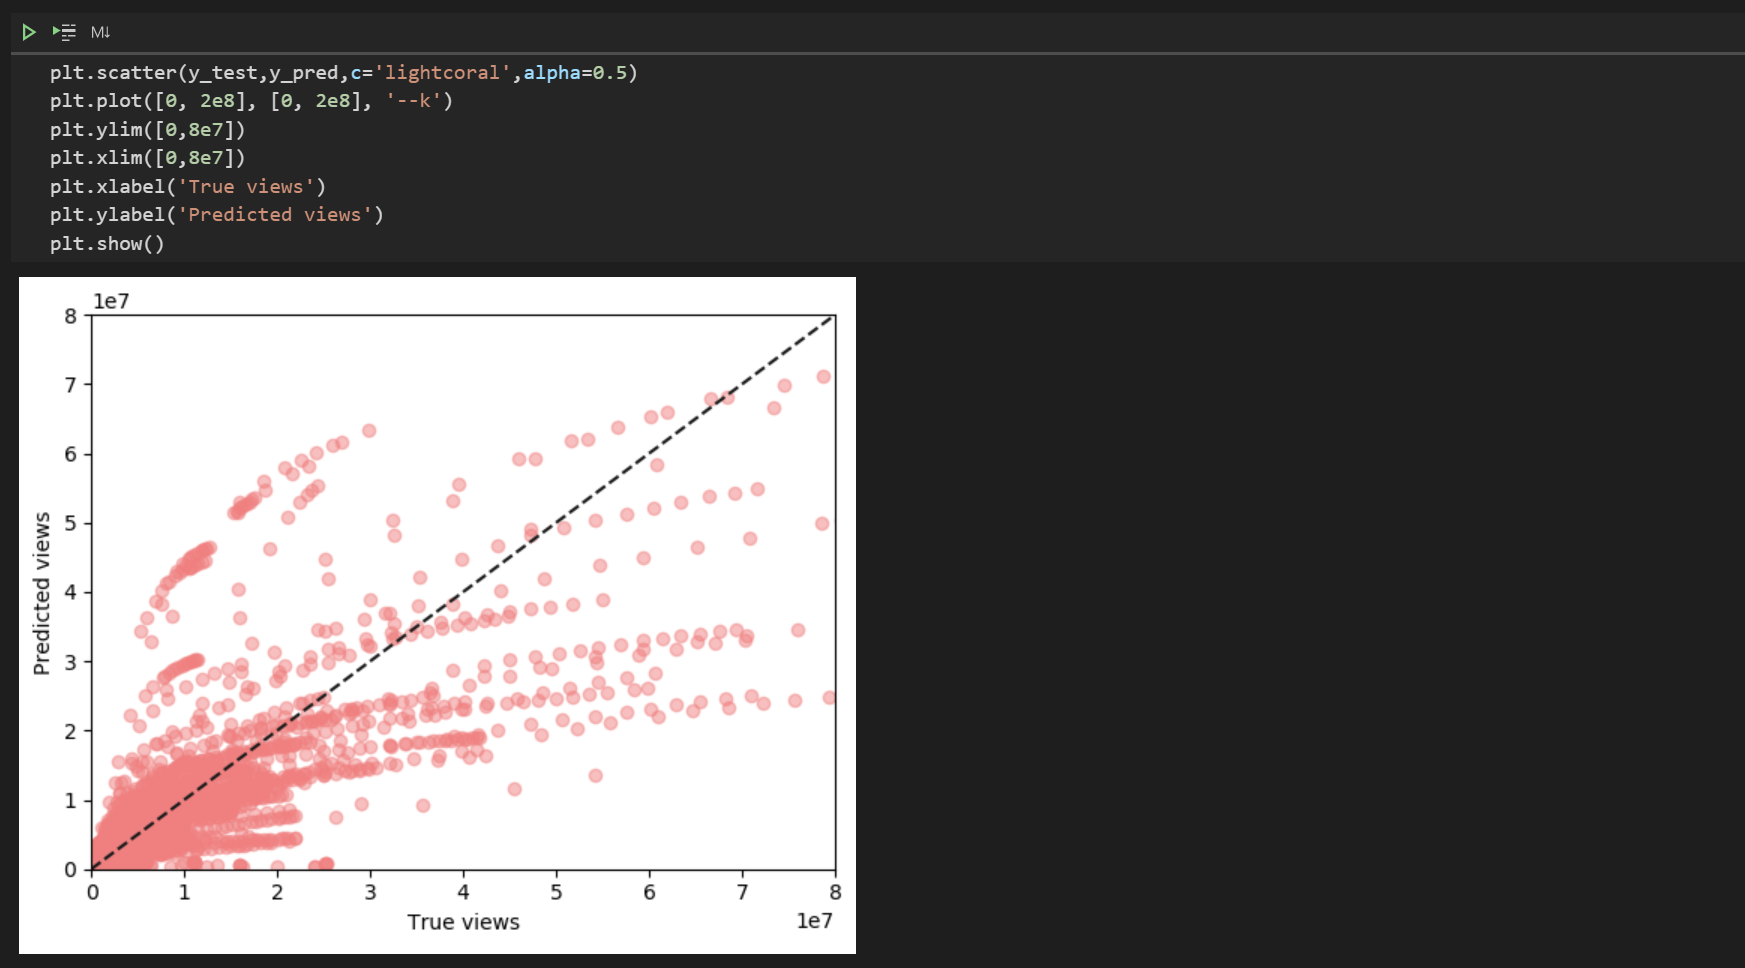 M↓
plt.scatter(y_test,y_pred,c='lightcoral',alpha=0.5)
plt.plot([0, 2e8], [0, 2e8], '--k')
plt.ylim([0,8e7])
plt.xlim([0,8e7])
plt.xlabel('True views')
plt.ylabel('Predicted views')
plt.show()
1e7
8
7
6
5
4
3
2
1
0
Predicted views
0 1 2 3 4 5 6 7 8
True views
1e7